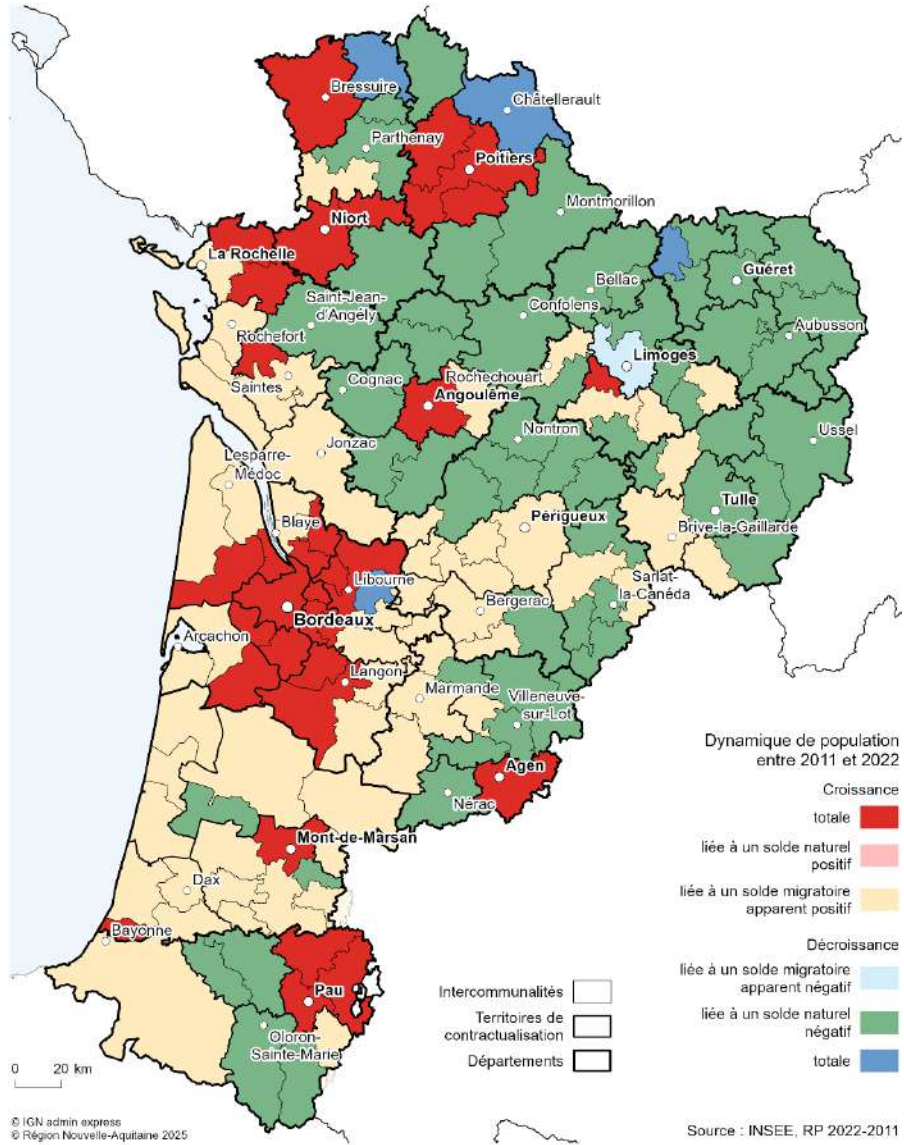 Bressuire
Châtellerault
Parthenay
Poitiers
Montmorillon
Niort
La Rochelle
Guéret
Bellac
Saint-Jean-
d'Angély
Confolens
Aubusson
Rochefort
Limoges
Saintes
Cognac
Rochechouart
Angoulême
Ussel
Nontron
Jonzac
Lesparre-
Médoc
Tulle
Périgueux
Brive-la-Gaillarde
Blaye
Libourne
Sarlat-
la-Canéda
Bergerac
Bordeaux
Arcachon
Langon
Marmande
Villeneuve-
sur-Lot
Agen
Nérac
Mont-de-Marsan
Dax
Bayonne
Pau
Oloron-
Sainte-Marie
Dynamique de population
entre 2011 et 2022
Croissance
totale
liée à un solde naturel
positif
liée à un solde migratoire
apparent positif
Décroissance
liée à un solde migratoire
apparent négatif
liée à un solde naturel
négatif
totale
Intercommunalités
Territoires de
contractualisation
Départements
0 20 km
© IGN admin express
© Région Nouvelle-Aquitaine 2025
Source : INSEE, RP 2022-2011